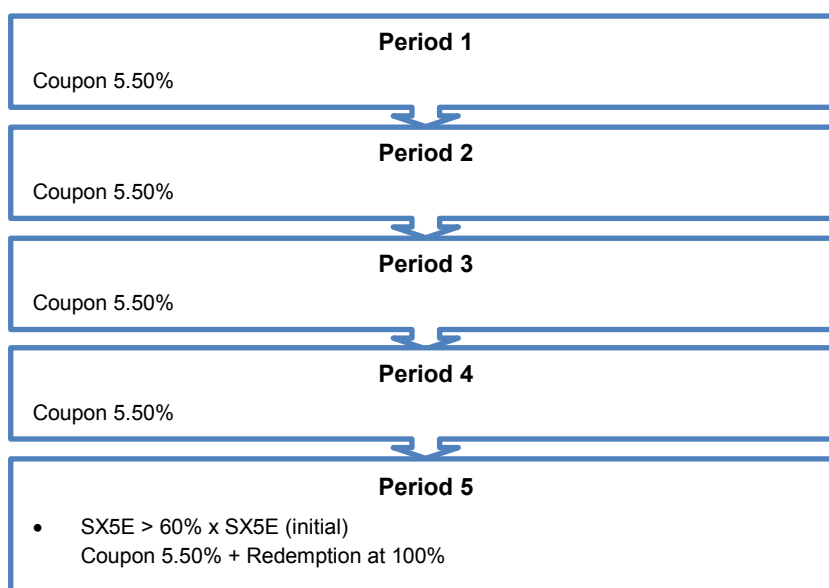 Period 1
Coupon 5.50%
Period 2
Coupon 5.50%
Period 3
Coupon 5.50%
Period 4
Coupon 5.50%
Period 5
• SX5E > 60% x SX5E (initial)
Coupon 5.50% + Redemption at 100%